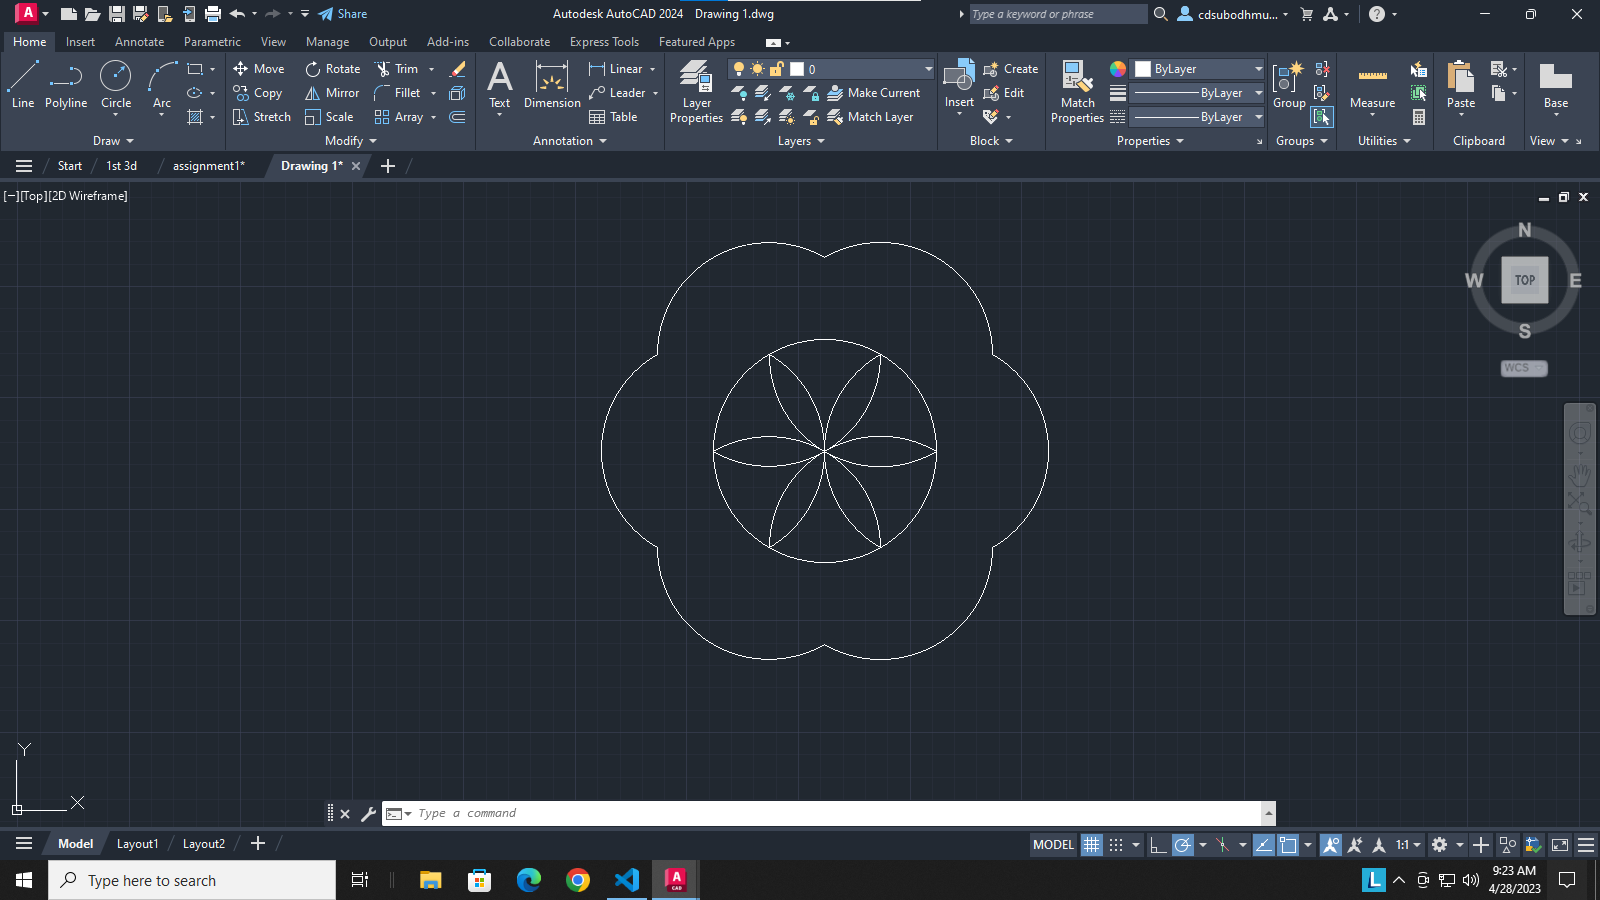 A CAD Share Autodesk AutoCAD 2024 Drawing 1.dwg Type a keyword or phrase cdsubodhmu... ?
Home Insert Annotate Parametric View Manage Output Add-ins Collaborate Express Tools Featured Apps
Line Polyline Circle Arc
Move Rotate Trim
Copy Mirror Fillet
Stretch Scale Array
Text Dimension
Linear
Leader
Table
Layer Properties
0
Make Current
Match Layer
Insert
Create
Edit
Match Properties
ByLayer
ByLayer
ByLayer
Group
Measure
Paste
Base
Draw Modify Annotation Layers Block Properties Groups Utilities Clipboard View
Start 1st 3d assignment1* Drawing 1*
[−][Top][2D Wireframe]
N
W TOP E
S
WCS
Y
X
Type a command
Model Layout1 Layout2 MODEL 1:1
Type here to search
A CAD
L
9:23 AM
4/28/2023